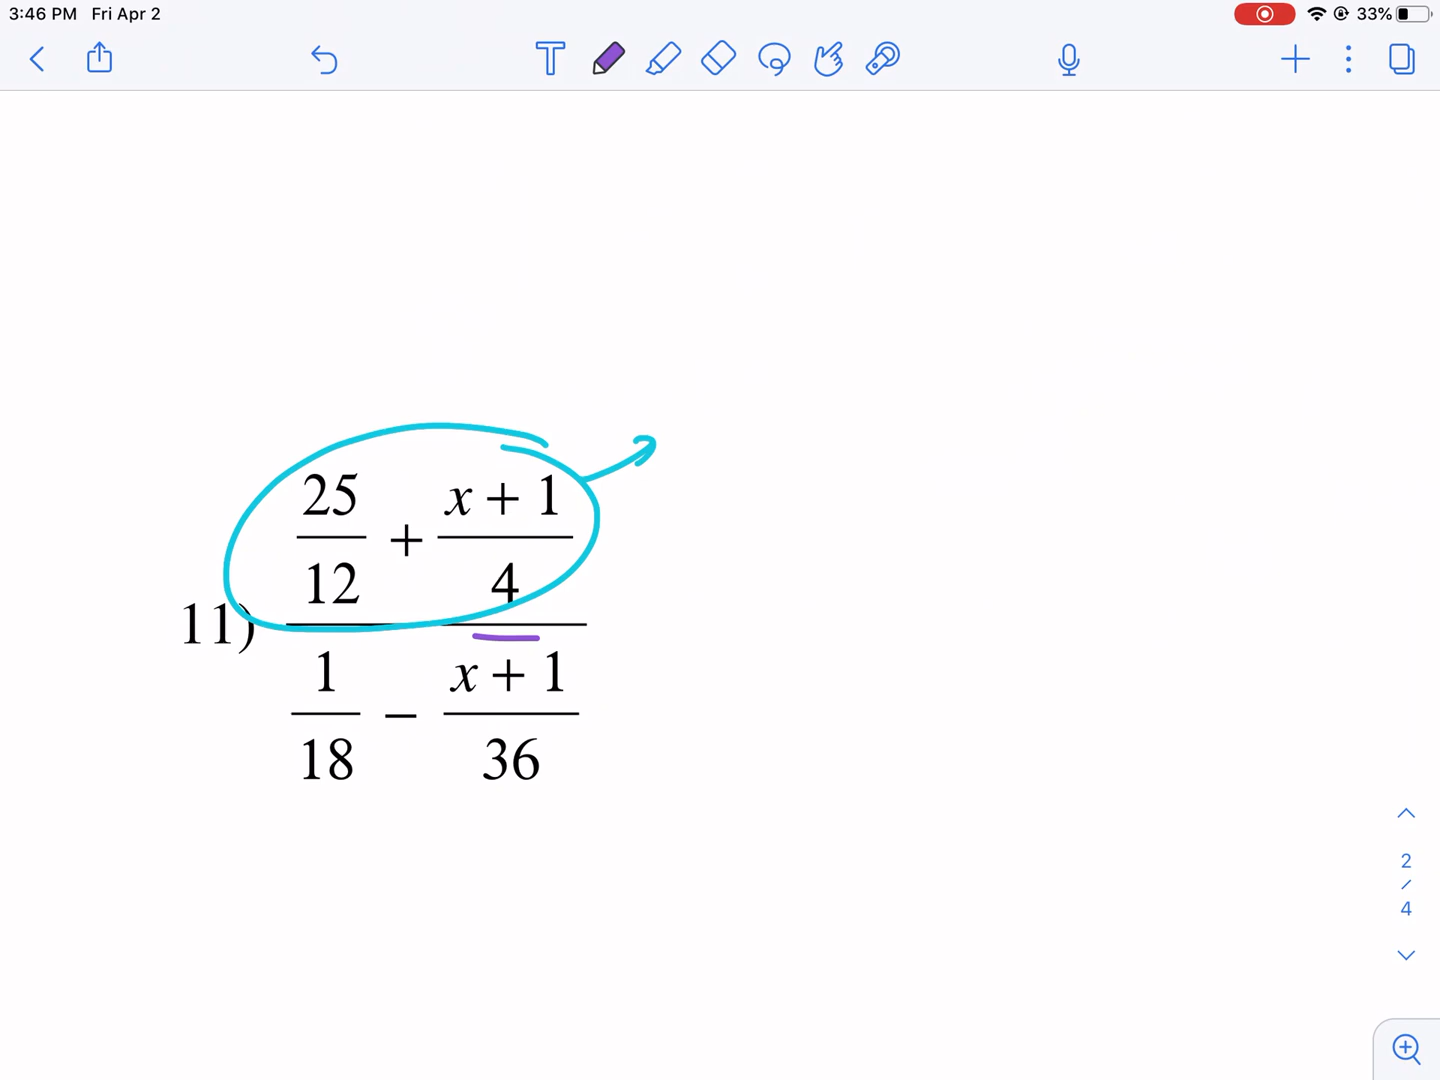 3:46 PM Fri Apr 2 33%
T
25/12 + (x + 1)/4
11)
1/18 − (x + 1)/36
2
/
4